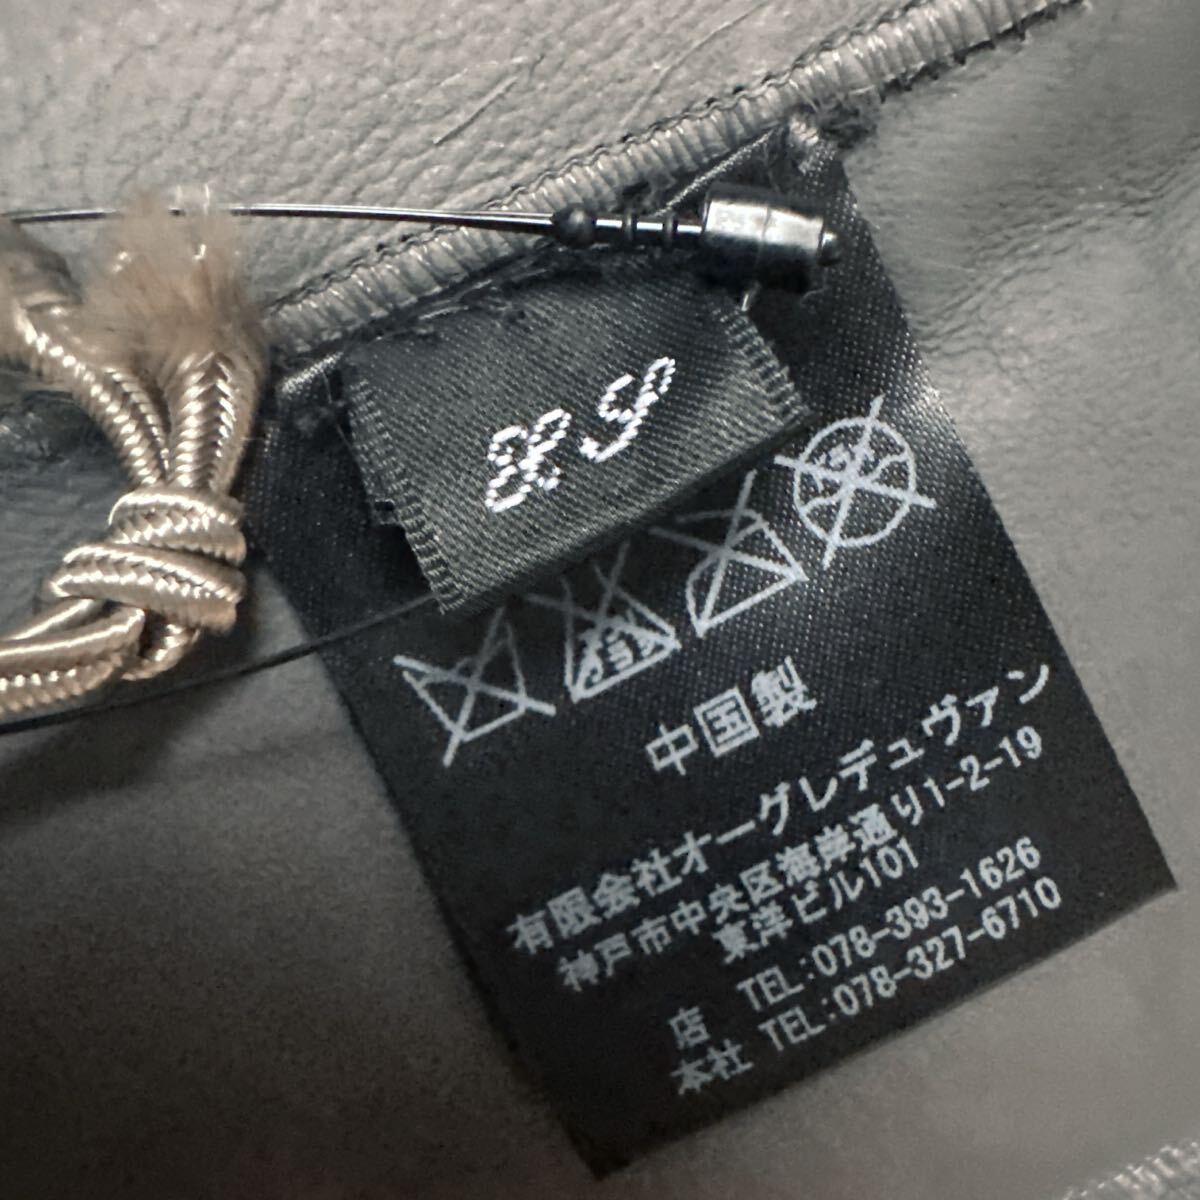 中国製
有限会社オーグレデュヴァン
神戸市中央区海岸通り1-2-19
東洋ビル101
店 TEL:078-393-1626
本社 TEL:078-327-6710